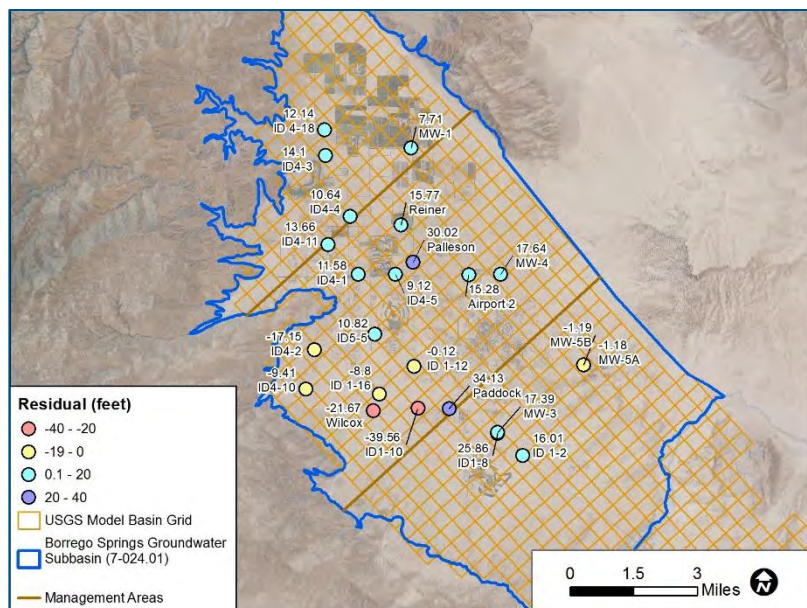 12.14
ID 4-18
7.71
MW-1
14.1
ID4-3
10.64
ID4-4
15.77
Reiner
13.66
ID4-11
30.02
Palleson
17.64
MW-4
11.58
ID4-1
9.12
ID4-5
15.28
Airport 2
10.82
ID5-5
-17.15
ID4-2
-1.19
MW-5B
-1.18
MW-5A
-0.12
ID 1-12
-9.41
ID4-10
-8.8
ID 1-16
34.13
Paddock
-21.67
Wilcox
17.39
MW-3
-39.56
ID1-10
25.86
ID1-8
16.01
ID 1-2
Residual (feet)
-40 - -20
-19 - 0
0.1 - 20
20 - 40
USGS Model Basin Grid
Borrego Springs Groundwater
Subbasin (7-024.01)
Management Areas
0 1.5 3
Miles
N